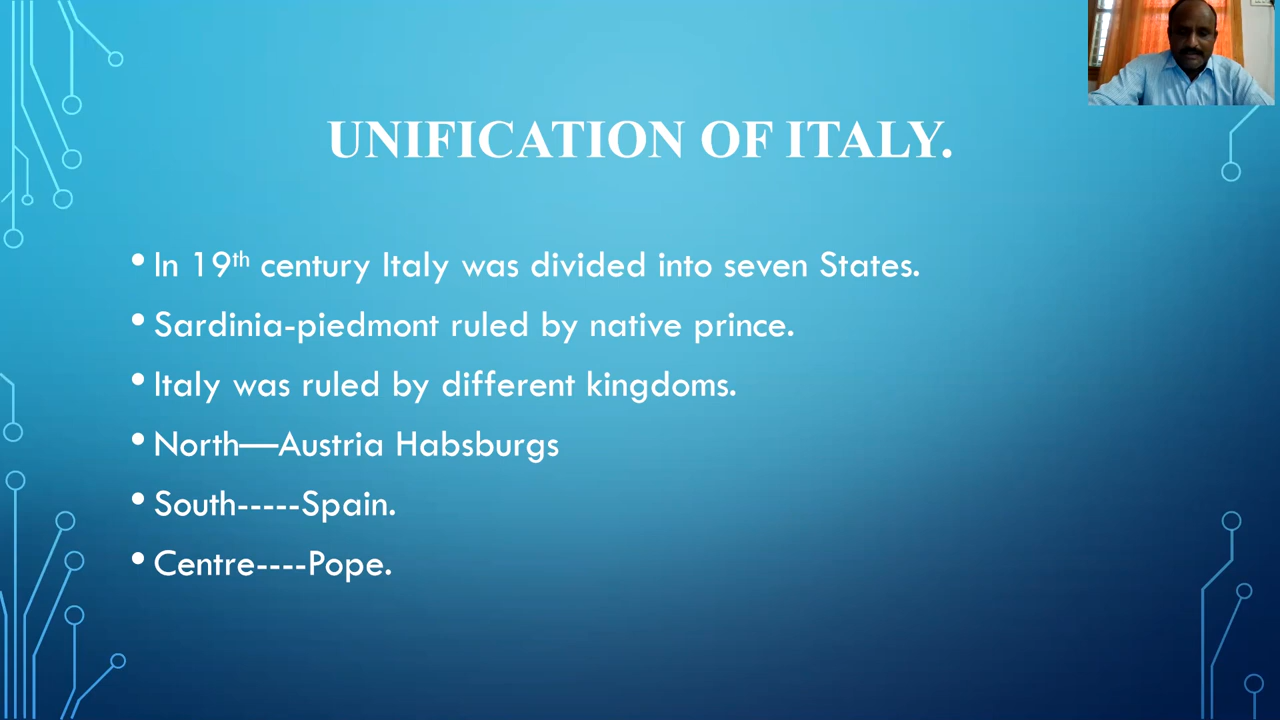 UNIFICATION OF ITALY.
• In 19th century Italy was divided into seven States.
• Sardinia-piedmont ruled by native prince.
• Italy was ruled by different kingdoms.
• North—Austria Habsburgs
• South-----Spain.
• Centre----Pope.